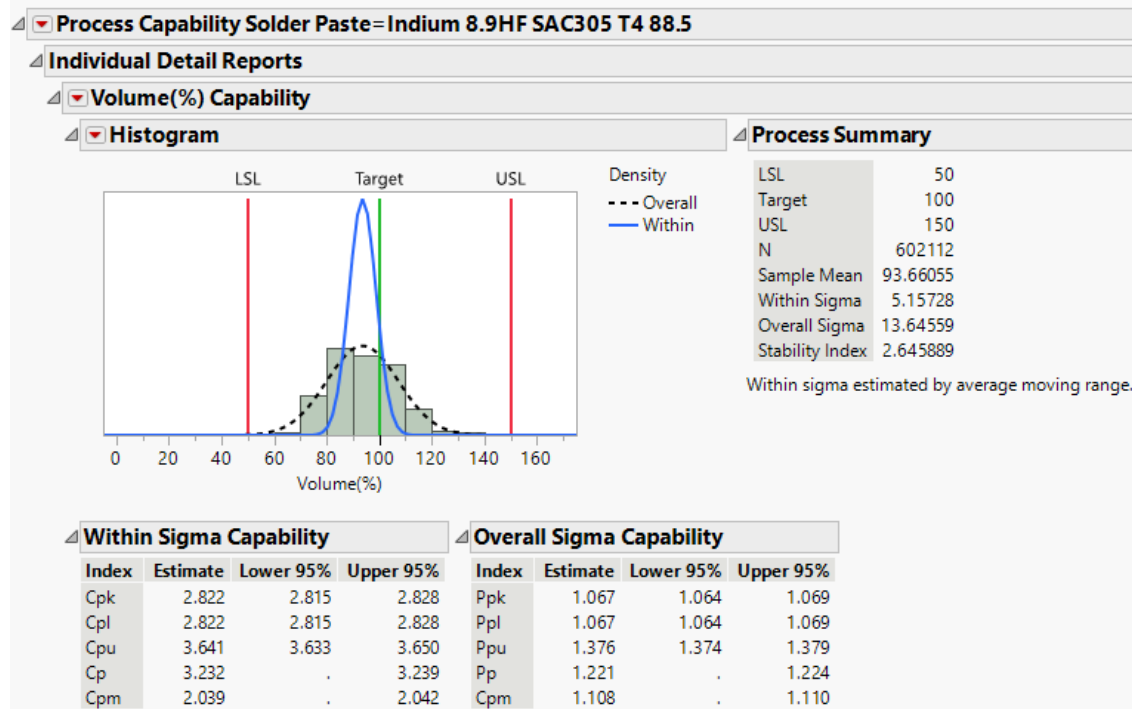 Process Capability Solder Paste=Indium 8.9HF SAC305 T4 88.5
Individual Detail Reports
Volume(%) Capability
Histogram
LSL Target USL
Density
Overall
Within
0 20 40 60 80 100 120 140 160
Volume(%)
Process Summary
LSL 50
Target 100
USL 150
N 602112
Sample Mean 93.66055
Within Sigma 5.15728
Overall Sigma 13.64559
Stability Index 2.645889
Within sigma estimated by average moving range.
Within Sigma Capability
Index Estimate Lower 95% Upper 95%
Cpk 2.822 2.815 2.828
Cpl 2.822 2.815 2.828
Cpu 3.641 3.633 3.650
Cp 3.232 . 3.239
Cpm 2.039 . 2.042
Overall Sigma Capability
Index Estimate Lower 95% Upper 95%
Ppk 1.067 1.064 1.069
Ppl 1.067 1.064 1.069
Ppu 1.376 1.374 1.379
Pp 1.221 . 1.224
Cpm 1.108 . 1.110